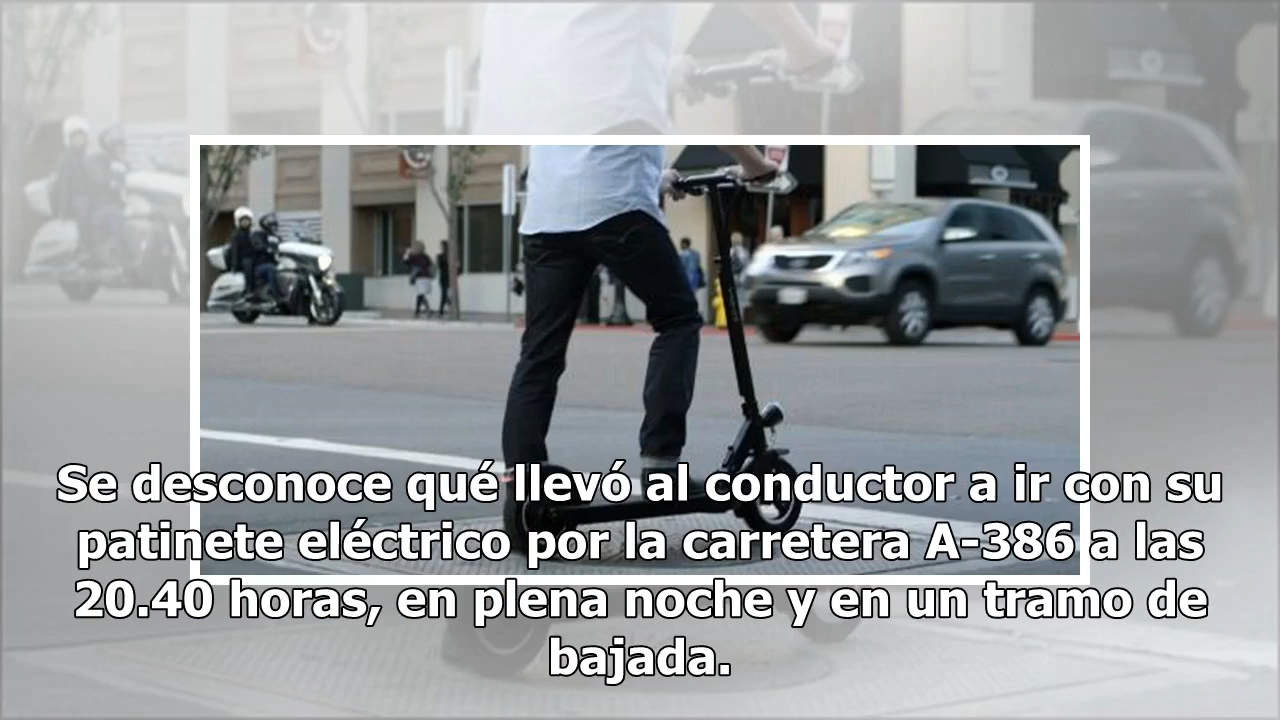 Se desconoce qué llevó al conductor a ir con su
patinete eléctrico por la carretera A-386 a las
20.40 horas, en plena noche y en un tramo de
bajada.